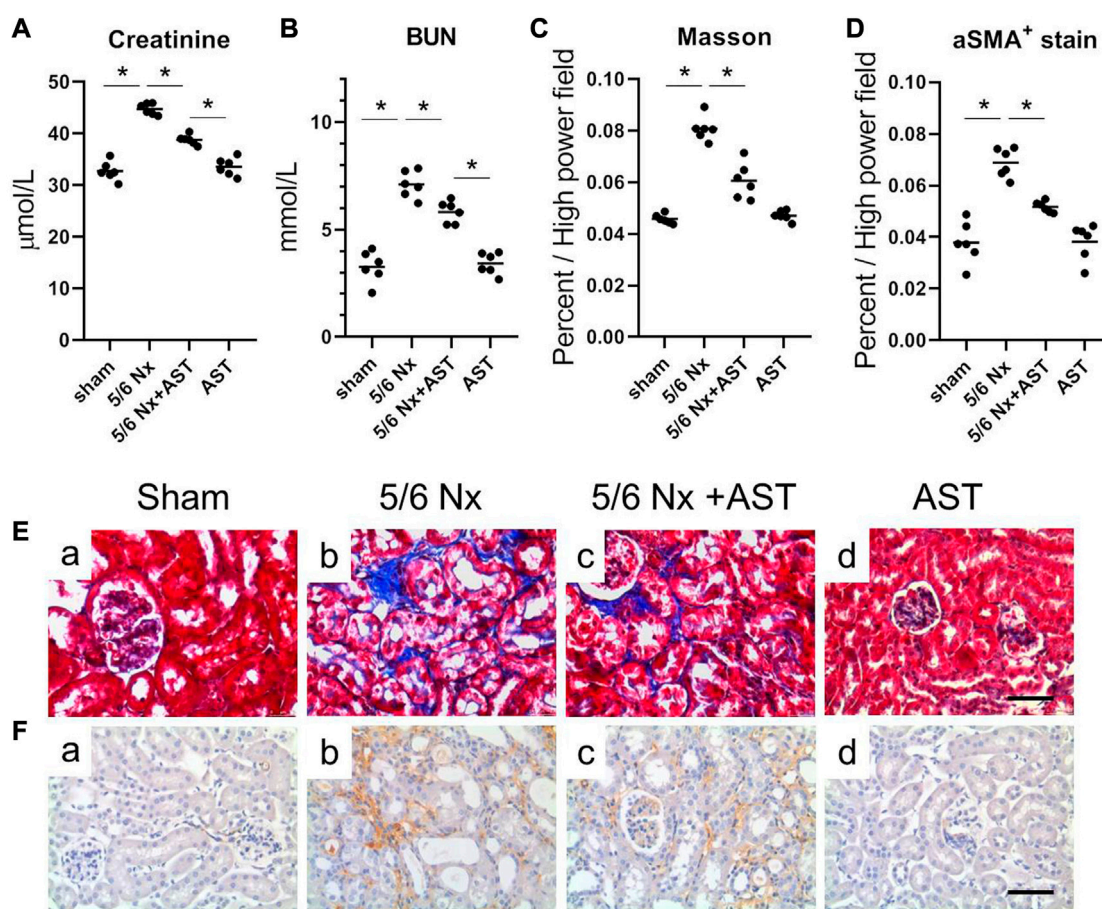 A
Creatinine
* * *
μmol/L
50
40
30
20
10
0
sham
5/6 Nx
5/6 Nx+AST
AST
B
BUN
* * *
mmol/L
10
5
0
sham
5/6 Nx
5/6 Nx+AST
AST
C
Masson
* *
Percent / High power field
0.10
0.08
0.06
0.04
0.02
0.00
sham
5/6 Nx
5/6 Nx+AST
AST
D
aSMA⁺ stain
* *
Percent / High power field
0.10
0.08
0.06
0.04
0.02
0.00
sham
5/6 Nx
5/6 Nx+AST
AST
Sham 5/6 Nx 5/6 Nx +AST AST
E
a b c d
F
a b c d